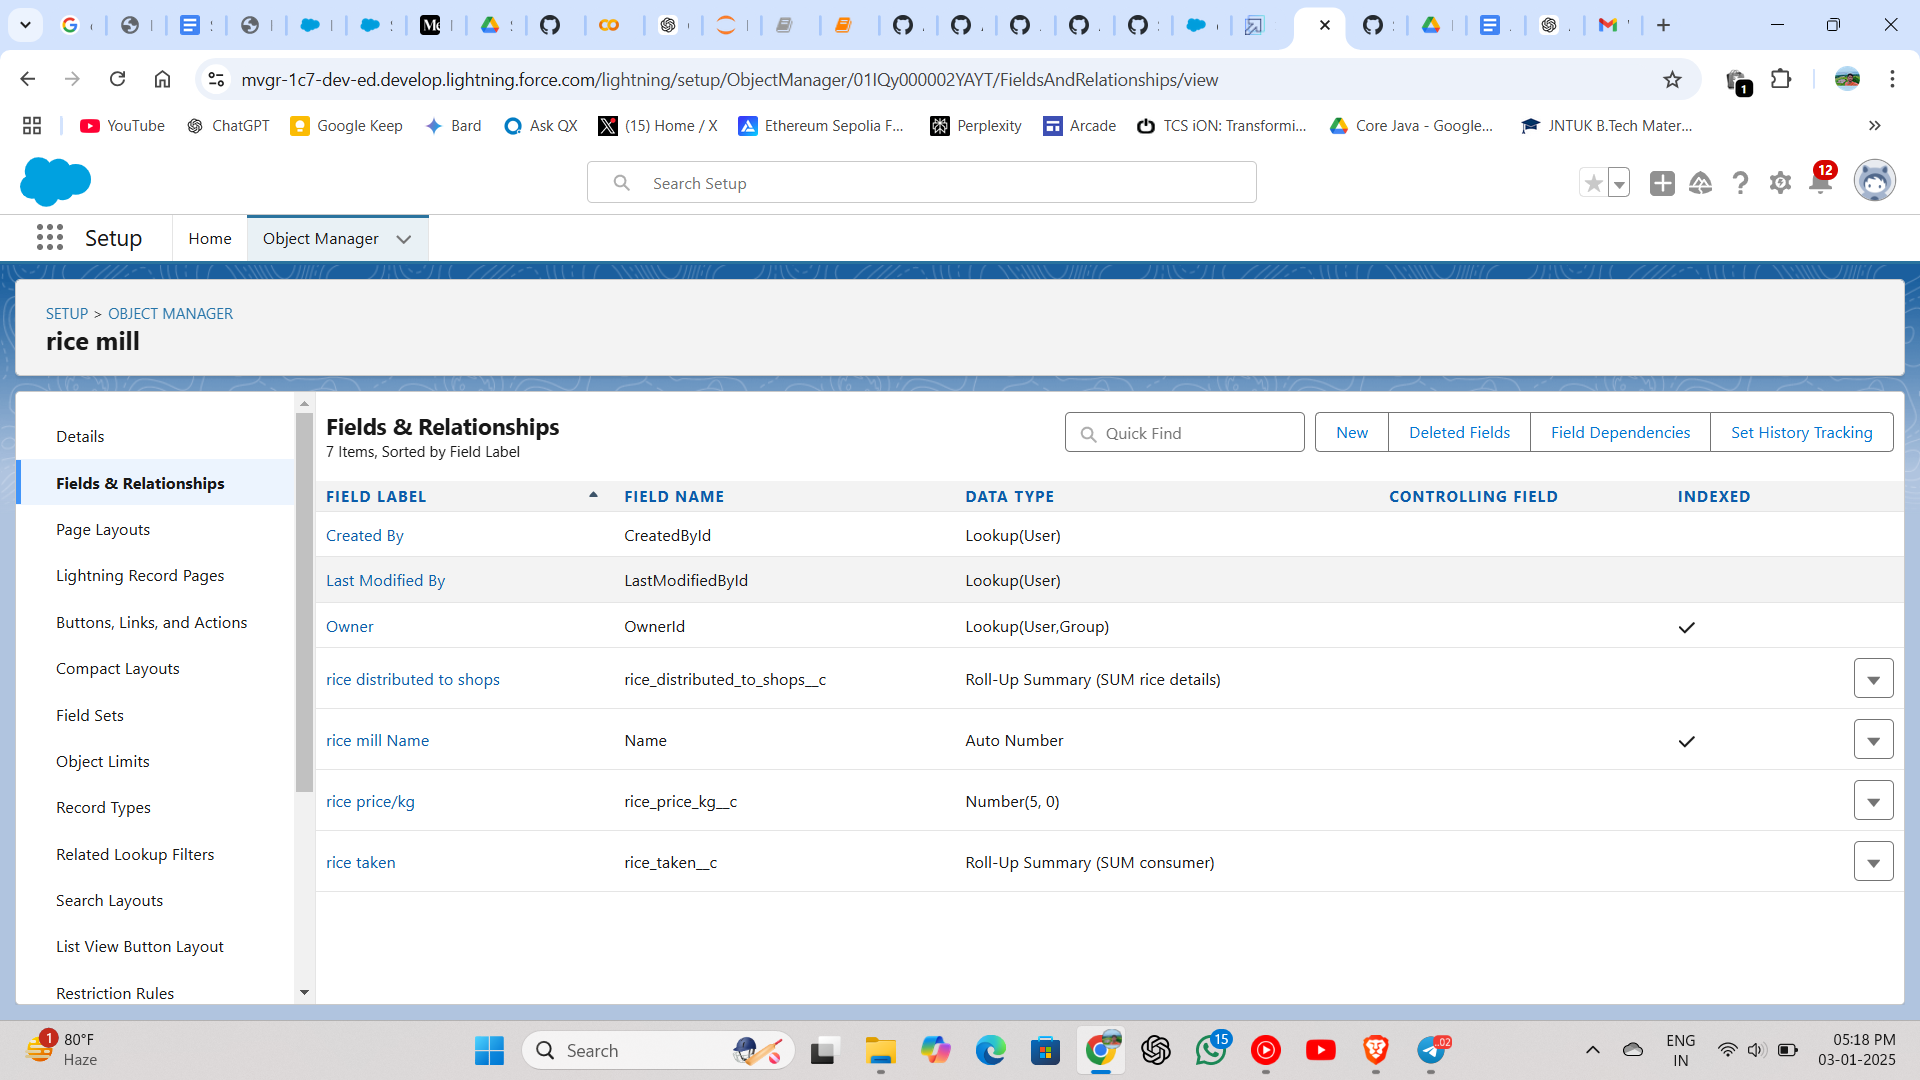 mvgr-1c7-dev-ed.develop.lightning.force.com/lightning/setup/ObjectManager/01IQy000002YAYT/FieldsAndRelationships/view
1
YouTube
ChatGPT
Google Keep
Bard
Ask QX
(15) Home / X
Ethereum Sepolia F...
Perplexity
Arcade
TCS iON: Transformi...
Core Java - Google...
JNTUK B.Tech Mater...
Search Setup
12
Setup
Home
Object Manager
SETUP > OBJECT MANAGER
rice mill
Details
Fields & Relationships
Page Layouts
Lightning Record Pages
Buttons, Links, and Actions
Compact Layouts
Field Sets
Object Limits
Record Types
Related Lookup Filters
Search Layouts
List View Button Layout
Restriction Rules
Fields & Relationships
7 Items, Sorted by Field Label
Quick Find
New
Deleted Fields
Field Dependencies
Set History Tracking
FIELD LABEL FIELD NAME DATA TYPE CONTROLLING FIELD INDEXED
Created By CreatedById Lookup(User)
Last Modified By LastModifiedById Lookup(User)
Owner OwnerId Lookup(User,Group)
rice distributed to shops rice_distributed_to_shops__c Roll-Up Summary (SUM rice details)
rice mill Name Name Auto Number
rice price/kg rice_price_kg__c Number(5, 0)
rice taken rice_taken__c Roll-Up Summary (SUM consumer)
1
80°F
Haze
Search
15
02
ENG
IN
05:18 PM
03-01-2025